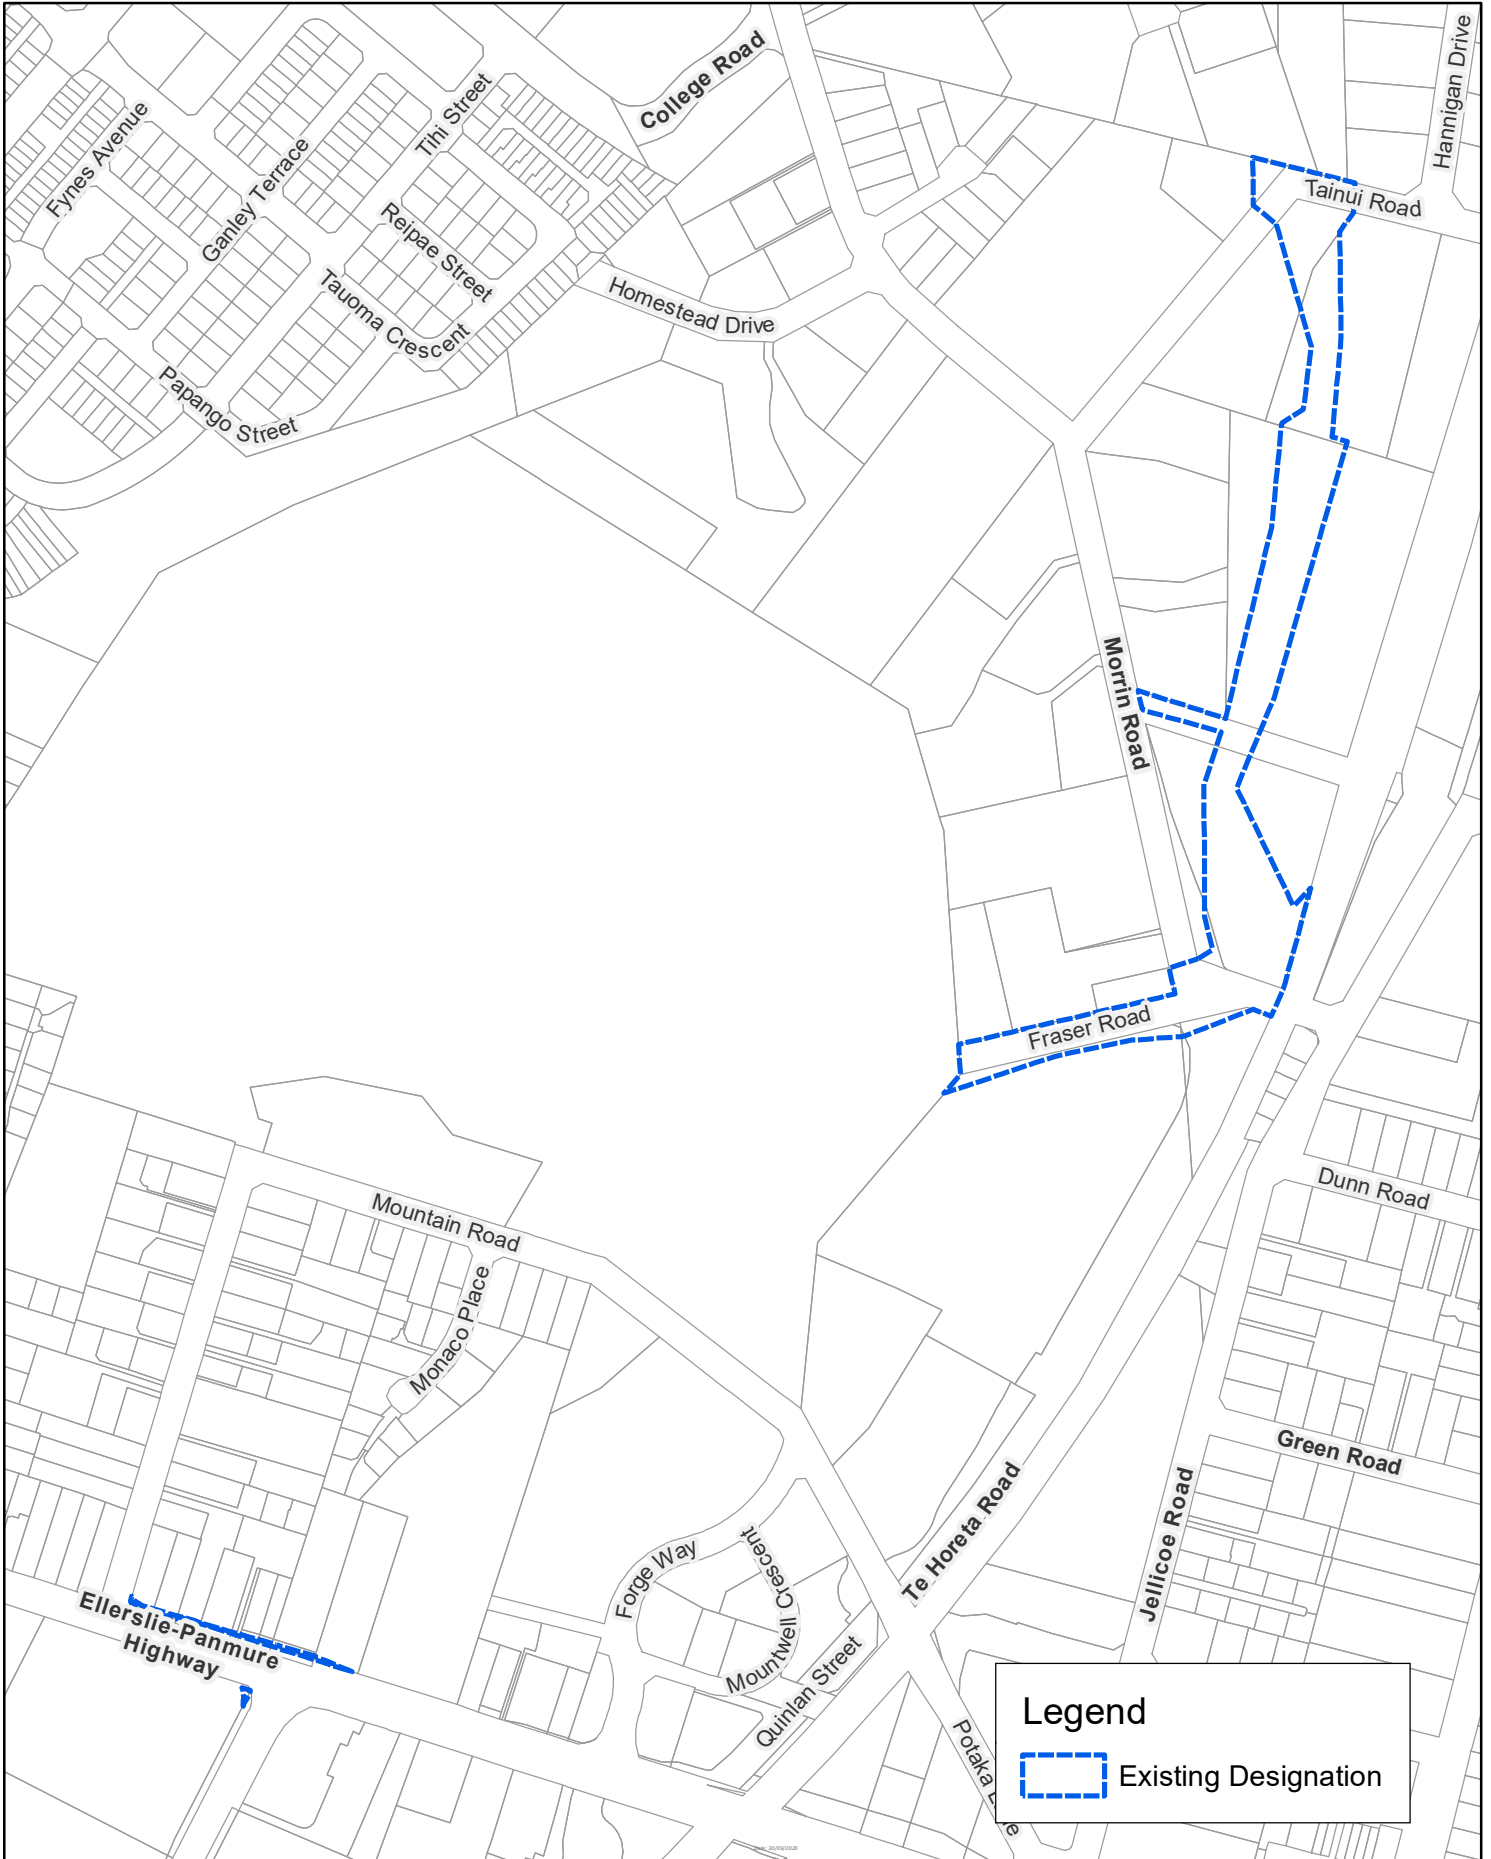 College Road
Hannigan Drive
Tihi Street
Fynes Avenue
Ganley Terrace
Tainui Road
Reipae Street
Tauoma Crescent
Homestead Drive
Papango Street
Morrin Road
Fraser Road
Dunn Road
Mountain Road
Monaco Place
Green Road
Te Horeta Road
Jellicoe Road
Forge Way
Mountwell Crescent
Quinlan Street
Ellerslie-Panmure
Highway
Potaka
Legend
Existing Designation